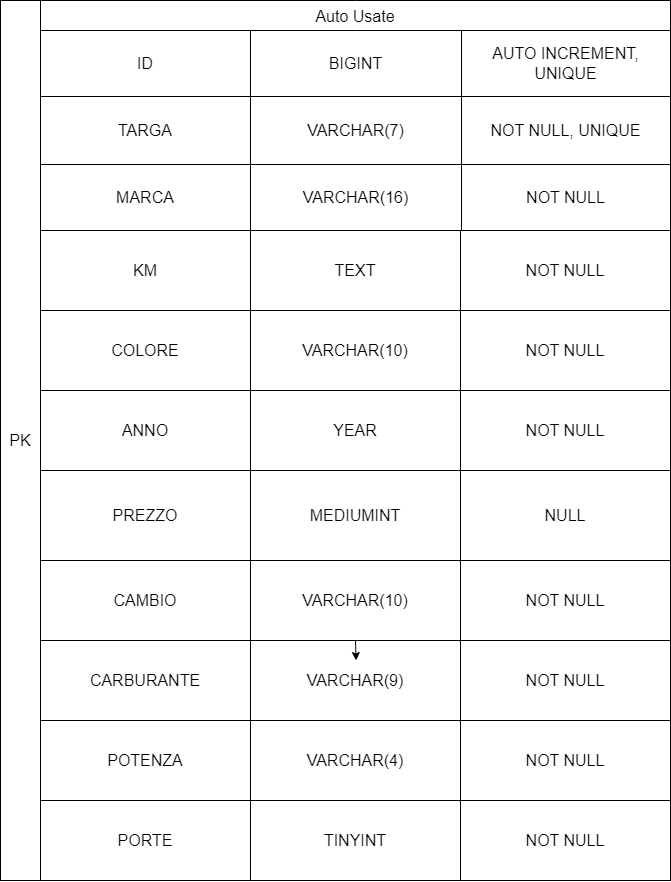 Auto Usate
PK
ID
BIGINT
AUTO INCREMENT,
UNIQUE
TARGA
VARCHAR(7)
NOT NULL, UNIQUE
MARCA
VARCHAR(16)
NOT NULL
KM
TEXT
NOT NULL
COLORE
VARCHAR(10)
NOT NULL
ANNO
YEAR
NOT NULL
PREZZO
MEDIUMINT
NULL
CAMBIO
VARCHAR(10)
NOT NULL
CARBURANTE
VARCHAR(9)
NOT NULL
POTENZA
VARCHAR(4)
NOT NULL
PORTE
TINYINT
NOT NULL